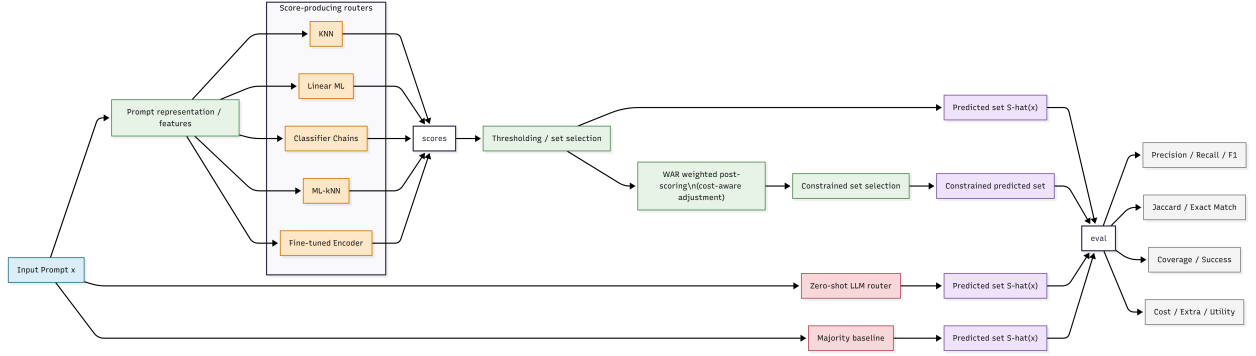 Score-producing routers
KNN
Linear ML
Prompt representation /
features
Classifier Chains
ML-kNN
Fine-tuned Encoder
Input Prompt x
scores
Thresholding / set selection
WAR weighted post-
scoring\n(cost-aware
adjustment)
Constrained set selection
Predicted set S-hat(x)
Constrained predicted set
Zero-shot LLM router
Predicted set S-hat(x)
Majority baseline
Predicted set S-hat(x)
eval
Precision / Recall / F1
Jaccard / Exact Match
Coverage / Success
Cost / Extra / Utility